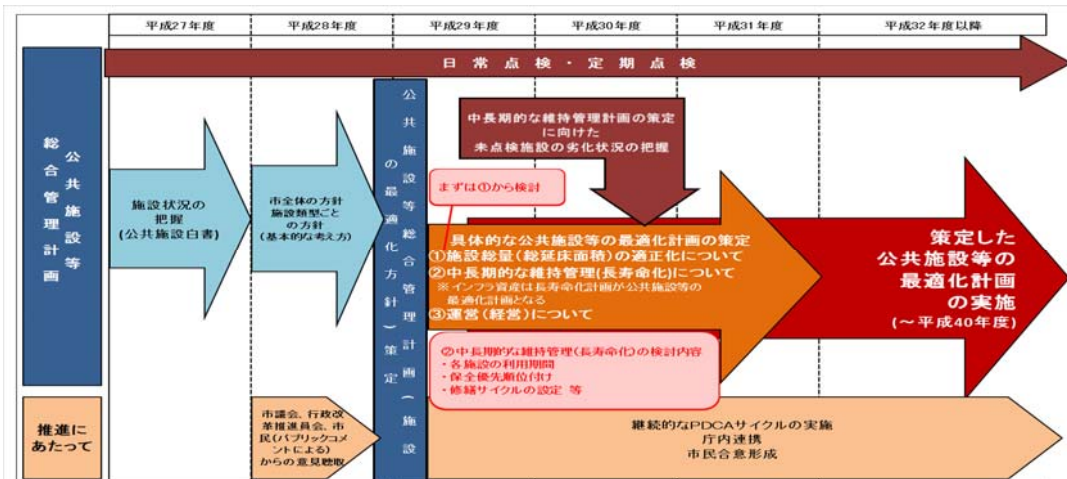 平成27年度
平成28年度
平成29年度
平成30年度
平成31年度
平成32年度以降
公共施設等
総合管理計画
日常点検・定期点検
施設状況の
把握
(公共施設白書)
市全体の方針
施設類型ごと
の方針
(基本的な考え方)
公共施設等総合管理計画(施設
の最適化方針)策定
中長期的な維持管理計画の策定
に向けた
未点検施設の劣化状況の把握
まずは①から検討
具体的な公共施設等の最適化計画の策定
①施設総量(総延床面積)の適正化について
②中長期的な維持管理(長寿命化)について
※インフラ資産は長寿命化計画が公共施設等の
最適化計画となる
③運営(経営)について
②中長期的な維持管理(長寿命化)の検討内容
・各施設の利用期間
・保全優先順位付け
・修繕サイクルの設定 等
策定した
公共施設等の
最適化計画
の実施
(～平成40年度)
推進に
あたって
市議会、行政改
革推進員会、市
民(パブリックコメ
ントによる)
からの意見聴取
継続的なPDCAサイクルの実施
庁内連携
市民合意形成